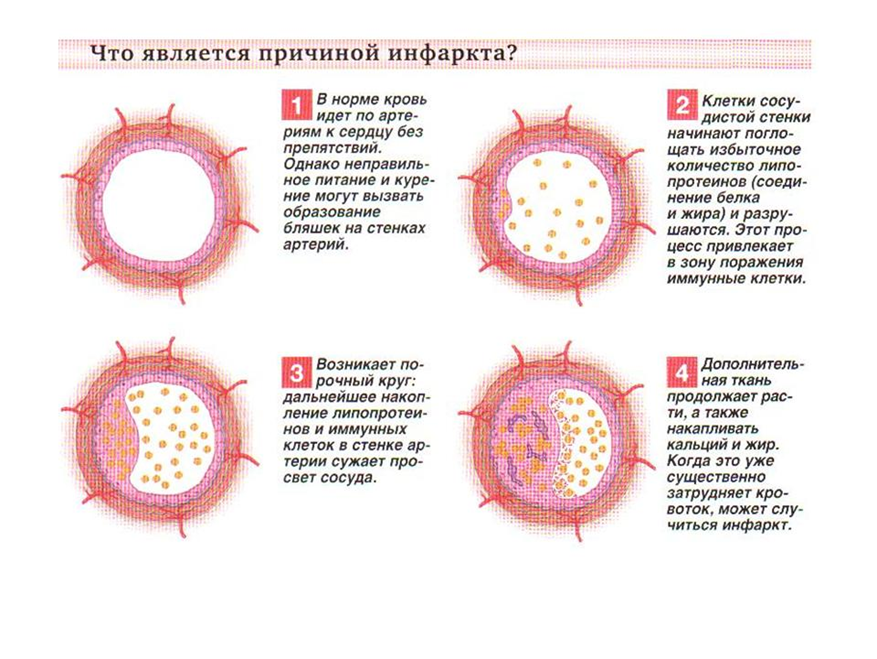 Что является причиной инфаркта?
1 В норме кровь
идет по арте-
риям к сердцу без
препятствий.
Однако неправиль-
ное питание и куре-
ние могут вызвать
образование
бляшек на стенках
артерий.
2 Клетки сосу-
дистой стенки
начинают погло-
щать избыточное
количество липо-
протеинов (соеди-
нение белка
и жира) и разру-
шаются. Этот про-
цесс привлекает
в зону поражения
иммунные клетки.
3 Возникает по-
рочный круг:
дальнейшее накоп-
ление липопротеи-
нов и иммунных
клеток в стенке ар-
терии сужает про-
свет сосуда.
4 Дополнитель-
ная ткань
продолжает рас-
ти, а также
накапливать
кальций и жир.
Когда это уже
существенно
затрудняет кро-
воток, может слу-
читься инфаркт.